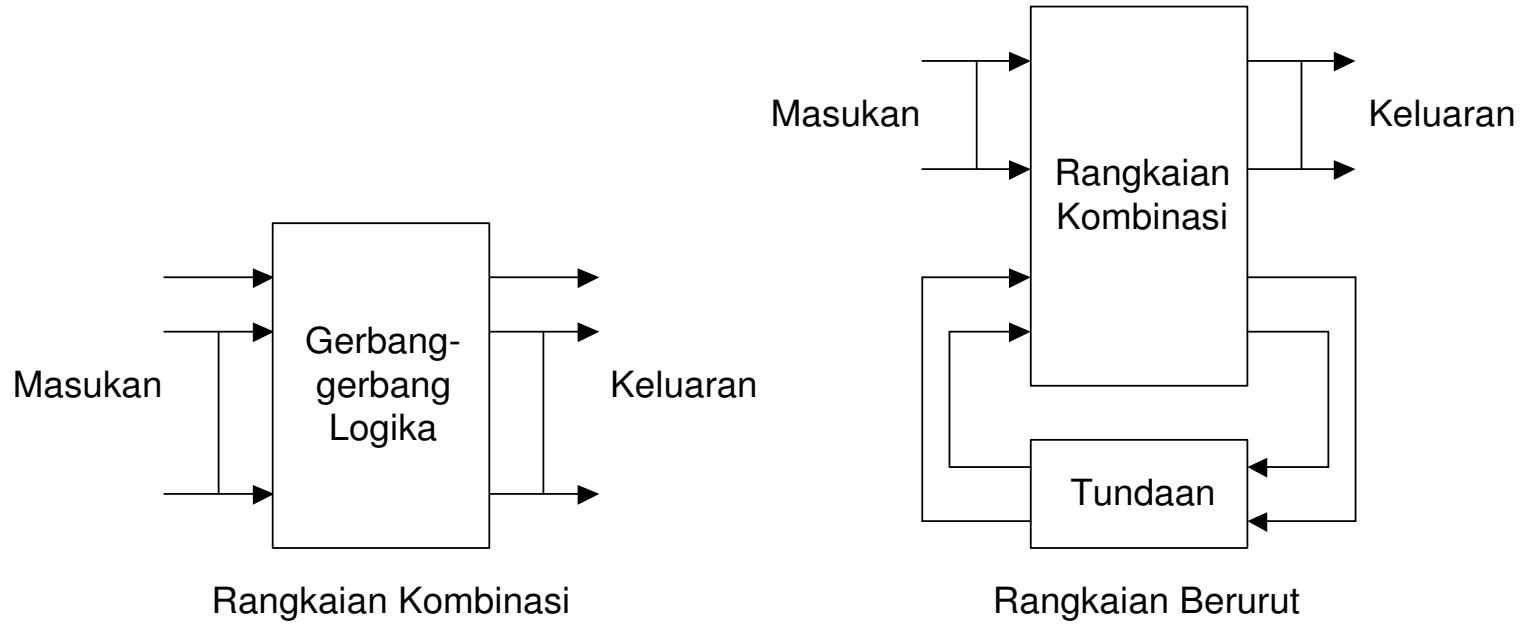 Masukan
Gerbang-
gerbang
Logika
Keluaran
Rangkaian Kombinasi
Masukan
Rangkaian
Kombinasi
Keluaran
Tundaan
Rangkaian Berurut